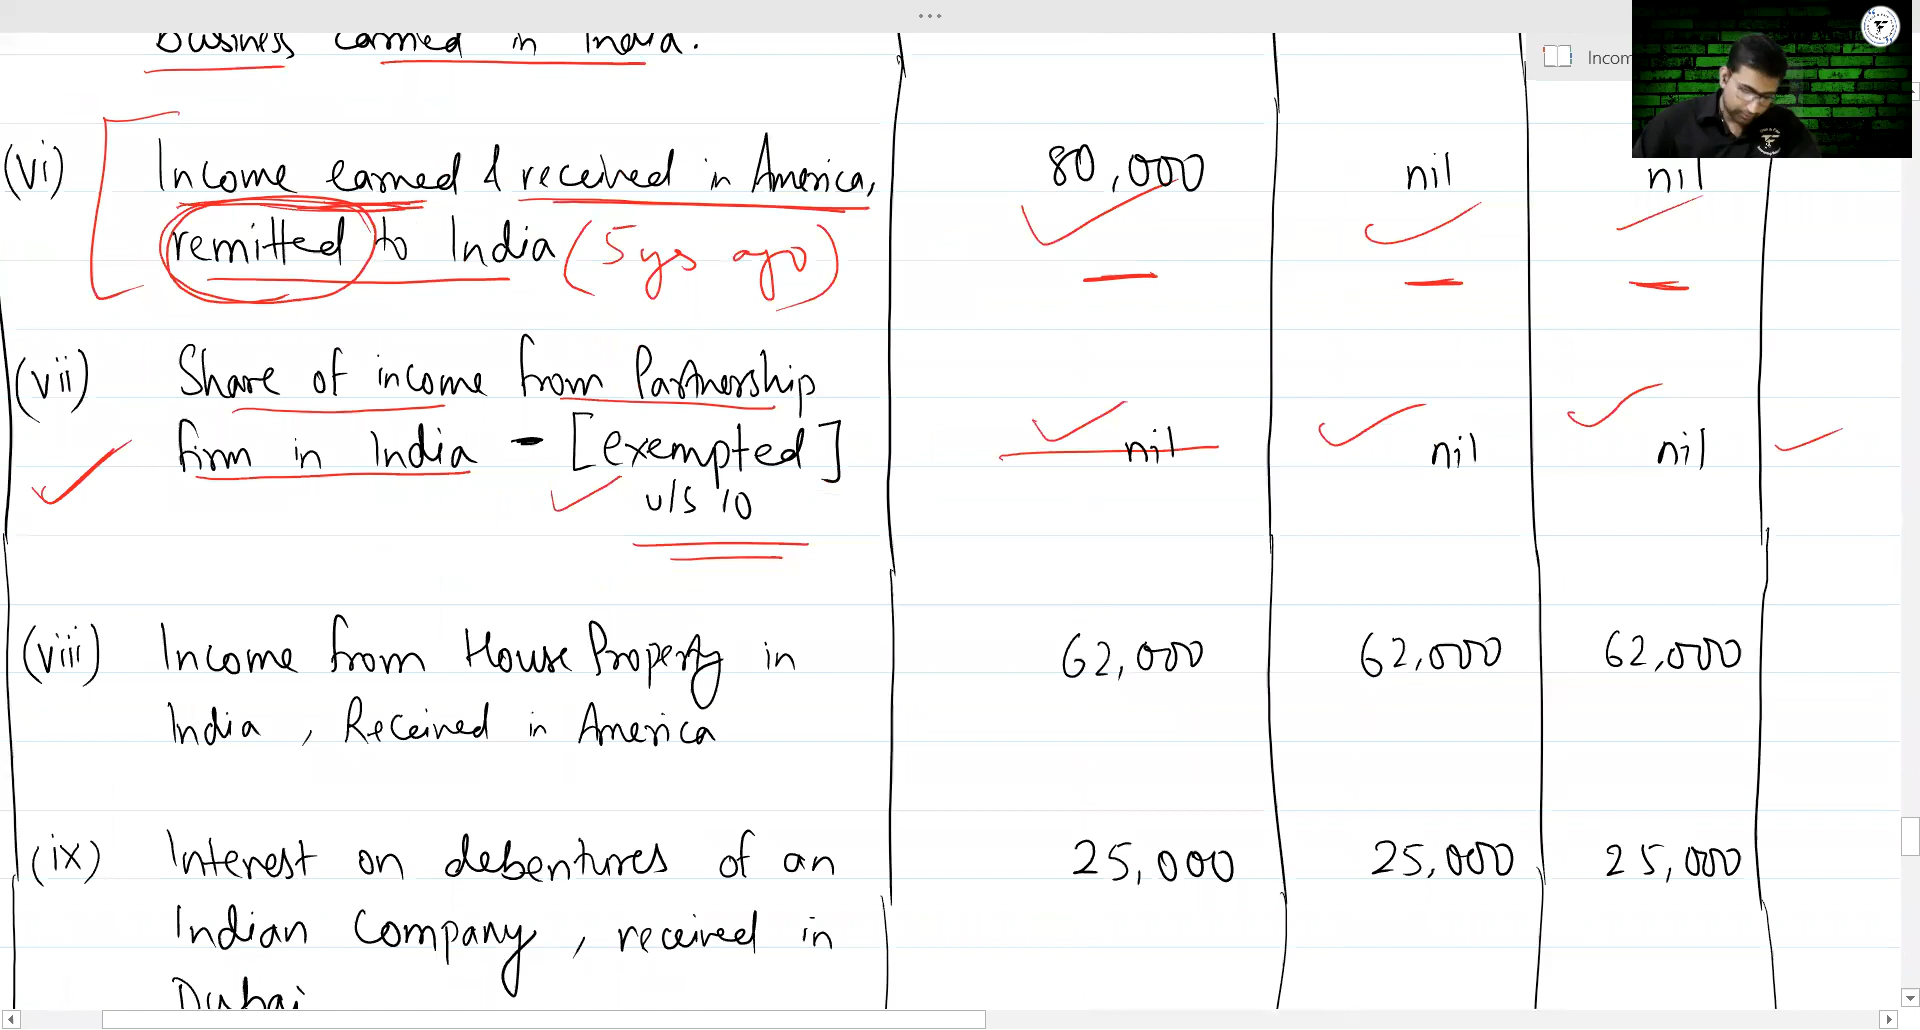 •••
Business carried in India.
Incom
(vi) Income earned & received in America, 80,000 nil nil
remitted to India (5 yrs ago)
(vii) Share of income from Partnership
firm in India - [exempted] nil nil nil
u/s 10
(viii) Income from House Property in 62,000 62,000 62,000
India, Received in America
(ix) Interest on debentures of an 25,000 25,000 25,000
Indian Company, received in
Dubai